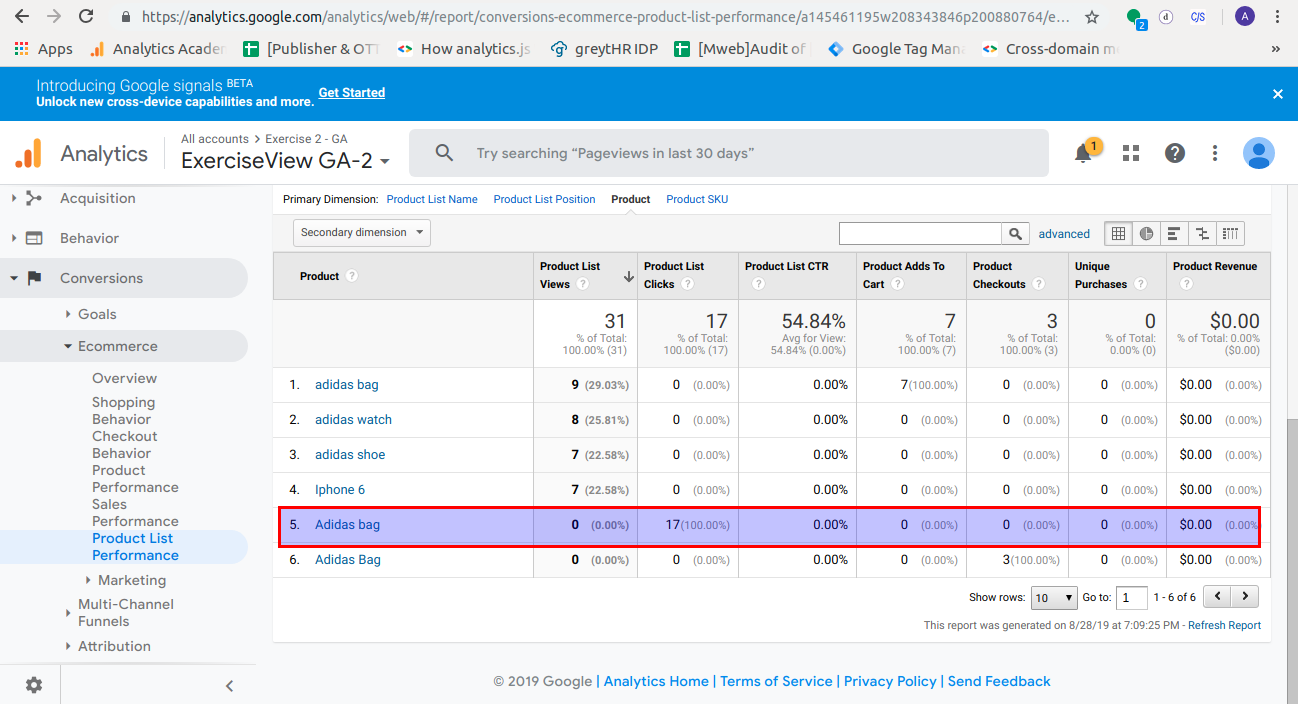 https://analytics.google.com/analytics/web/#/report/conversions-ecommerce-product-list-performance/a145461195w208343846p200880764/e...
2
d
C/S
A
Apps
Analytics Acader
[Publisher & OTT
How analytics.js
greytHR IDP
[Mweb]Audit of
Google Tag Mana
Cross-domain m
»
Introducing Google signals BETA
Unlock new cross-device capabilities and more.
Get Started
Analytics
All accounts > Exercise 2 - GA
ExerciseView GA-2
Try searching “Pageviews in last 30 days”
1
Acquisition
Behavior
Conversions
Goals
Ecommerce
Overview
Shopping
Behavior
Checkout
Behavior
Product
Performance
Sales
Performance
Product List
Performance
Marketing
Multi-Channel
Funnels
Attribution
Primary Dimension: Product List Name Product List Position Product Product SKU
Secondary dimension
advanced
Product ? Product List Views ? Product List Clicks ? Product List CTR ? Product Adds To Cart ? Product Checkouts ? Unique Purchases ? Product Revenue ?
31 17 54.84% 7 3 0 $0.00
% of Total: % of Total: Avg for View: % of Total: % of Total: % of Total: % of Total: 0.00%
100.00% (31) 100.00% (17) 54.84% (0.00%) 100.00% (7) 100.00% (3) 0.00% (0) ($0.00)
1. adidas bag 9 (29.03%) 0 (0.00%) 0.00% 7(100.00%) 0 (0.00%) 0 (0.00%) $0.00 (0.00%)
2. adidas watch 8 (25.81%) 0 (0.00%) 0.00% 0 (0.00%) 0 (0.00%) 0 (0.00%) $0.00 (0.00%)
3. adidas shoe 7 (22.58%) 0 (0.00%) 0.00% 0 (0.00%) 0 (0.00%) 0 (0.00%) $0.00 (0.00%)
4. Iphone 6 7 (22.58%) 0 (0.00%) 0.00% 0 (0.00%) 0 (0.00%) 0 (0.00%) $0.00 (0.00%)
5. Adidas bag 0 (0.00%) 17(100.00%) 0.00% 0 (0.00%) 0 (0.00%) 0 (0.00%) $0.00 (0.00%)
6. Adidas Bag 0 (0.00%) 0 (0.00%) 0.00% 0 (0.00%) 3(100.00%) 0 (0.00%) $0.00 (0.00%)
Show rows: 10 Go to: 1 1 - 6 of 6
This report was generated on 8/28/19 at 7:09:25 PM - Refresh Report
© 2019 Google | Analytics Home | Terms of Service | Privacy Policy | Send Feedback